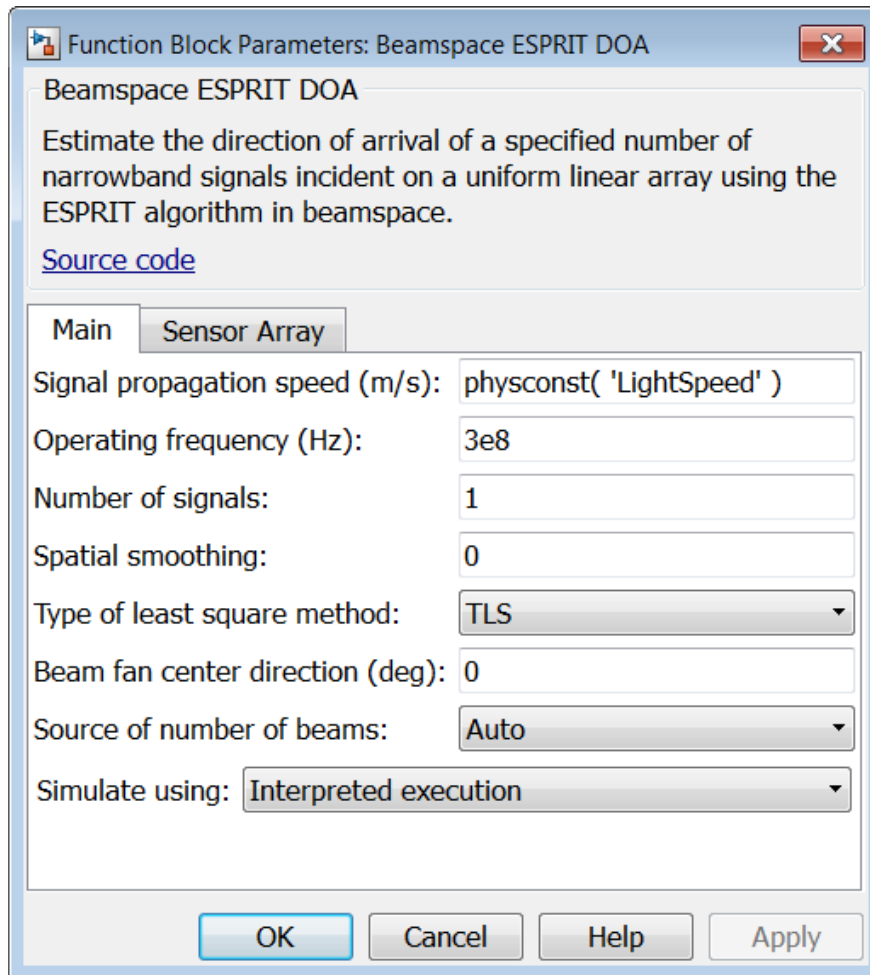 Function Block Parameters: Beamspace ESPRIT DOA
Beamspace ESPRIT DOA
Estimate the direction of arrival of a specified number of
narrowband signals incident on a uniform linear array using the
ESPRIT algorithm in beamspace.
Source code
Main Sensor Array
Signal propagation speed (m/s): physconst( 'LightSpeed' )
Operating frequency (Hz): 3e8
Number of signals: 1
Spatial smoothing: 0
Type of least square method: TLS
Beam fan center direction (deg): 0
Source of number of beams: Auto
Simulate using: Interpreted execution
OK Cancel Help Apply